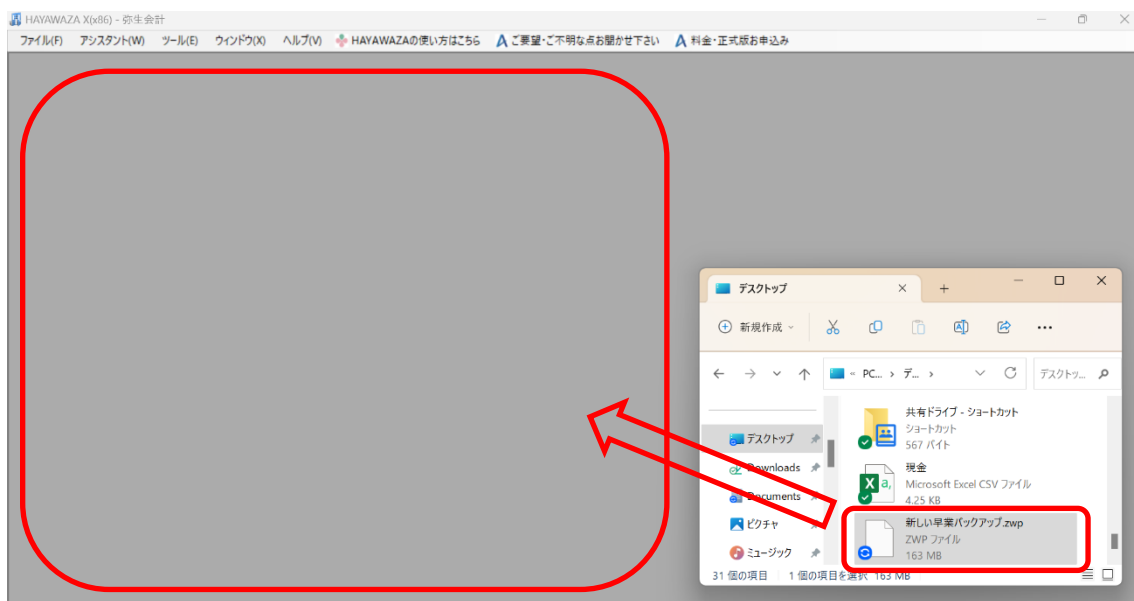 HAYAWAZA X(x86) - 弥生会計
ファイル(F) アシスタント(W) ツール(E) ウィンドウ(X) ヘルプ(V) HAYAWAZAの使い方はこちら ご要望・ご不明な点お聞かせ下さい 料金・正式版お申込み
デスクトップ
新規作成
« PC... › デ... ›
デスクトッ...
共有ドライブ - ショートカット
ショートカット
567 バイト
デスクトップ
現金
Downloads
Microsoft Excel CSV ファイル
4.25 KB
Documents
新しい早業バックアップ.zwp
ピクチャ
ZWP ファイル
163 MB
ミュージック
31 個の項目 1 個の項目を選択 163 MB